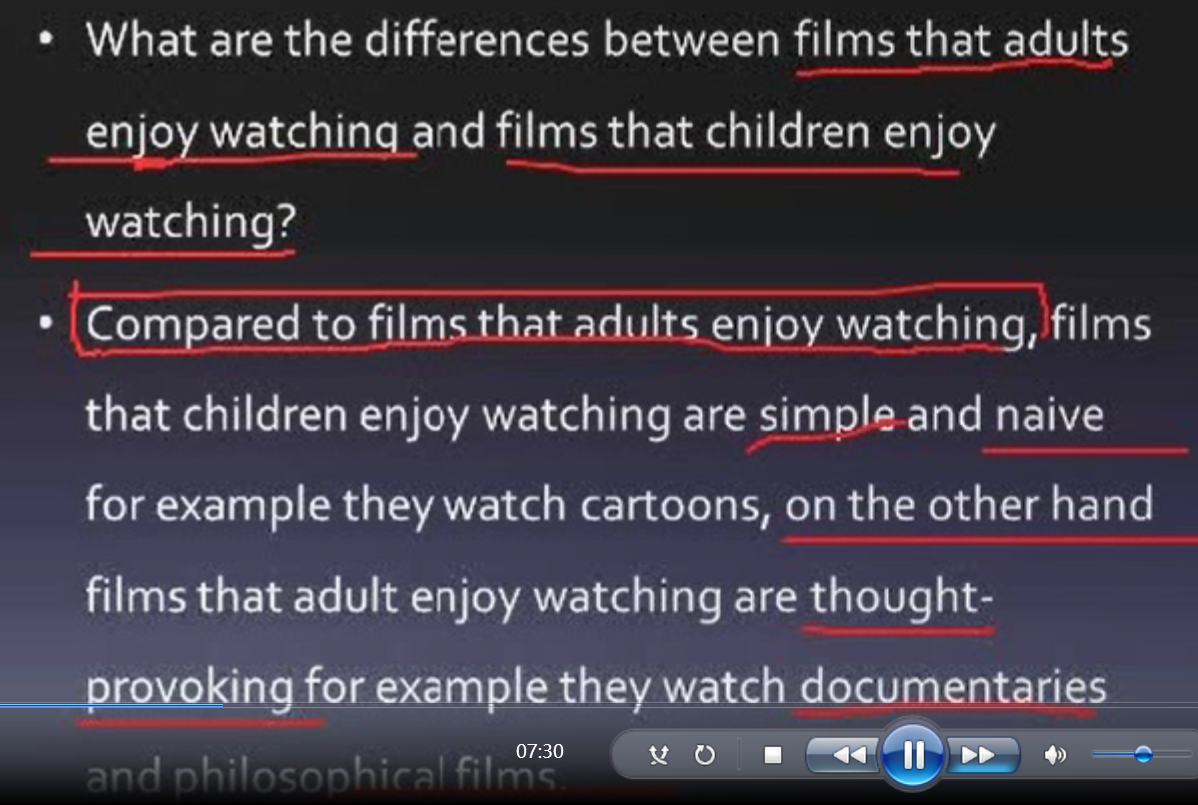 • What are the differences between films that adults
enjoy watching and films that children enjoy
watching?
• Compared to films that adults enjoy watching, films
that children enjoy watching are simple and naive
for example they watch cartoons, on the other hand
films that adult enjoy watching are thought-
provoking for example they watch documentaries
and philosophical films.
07:30